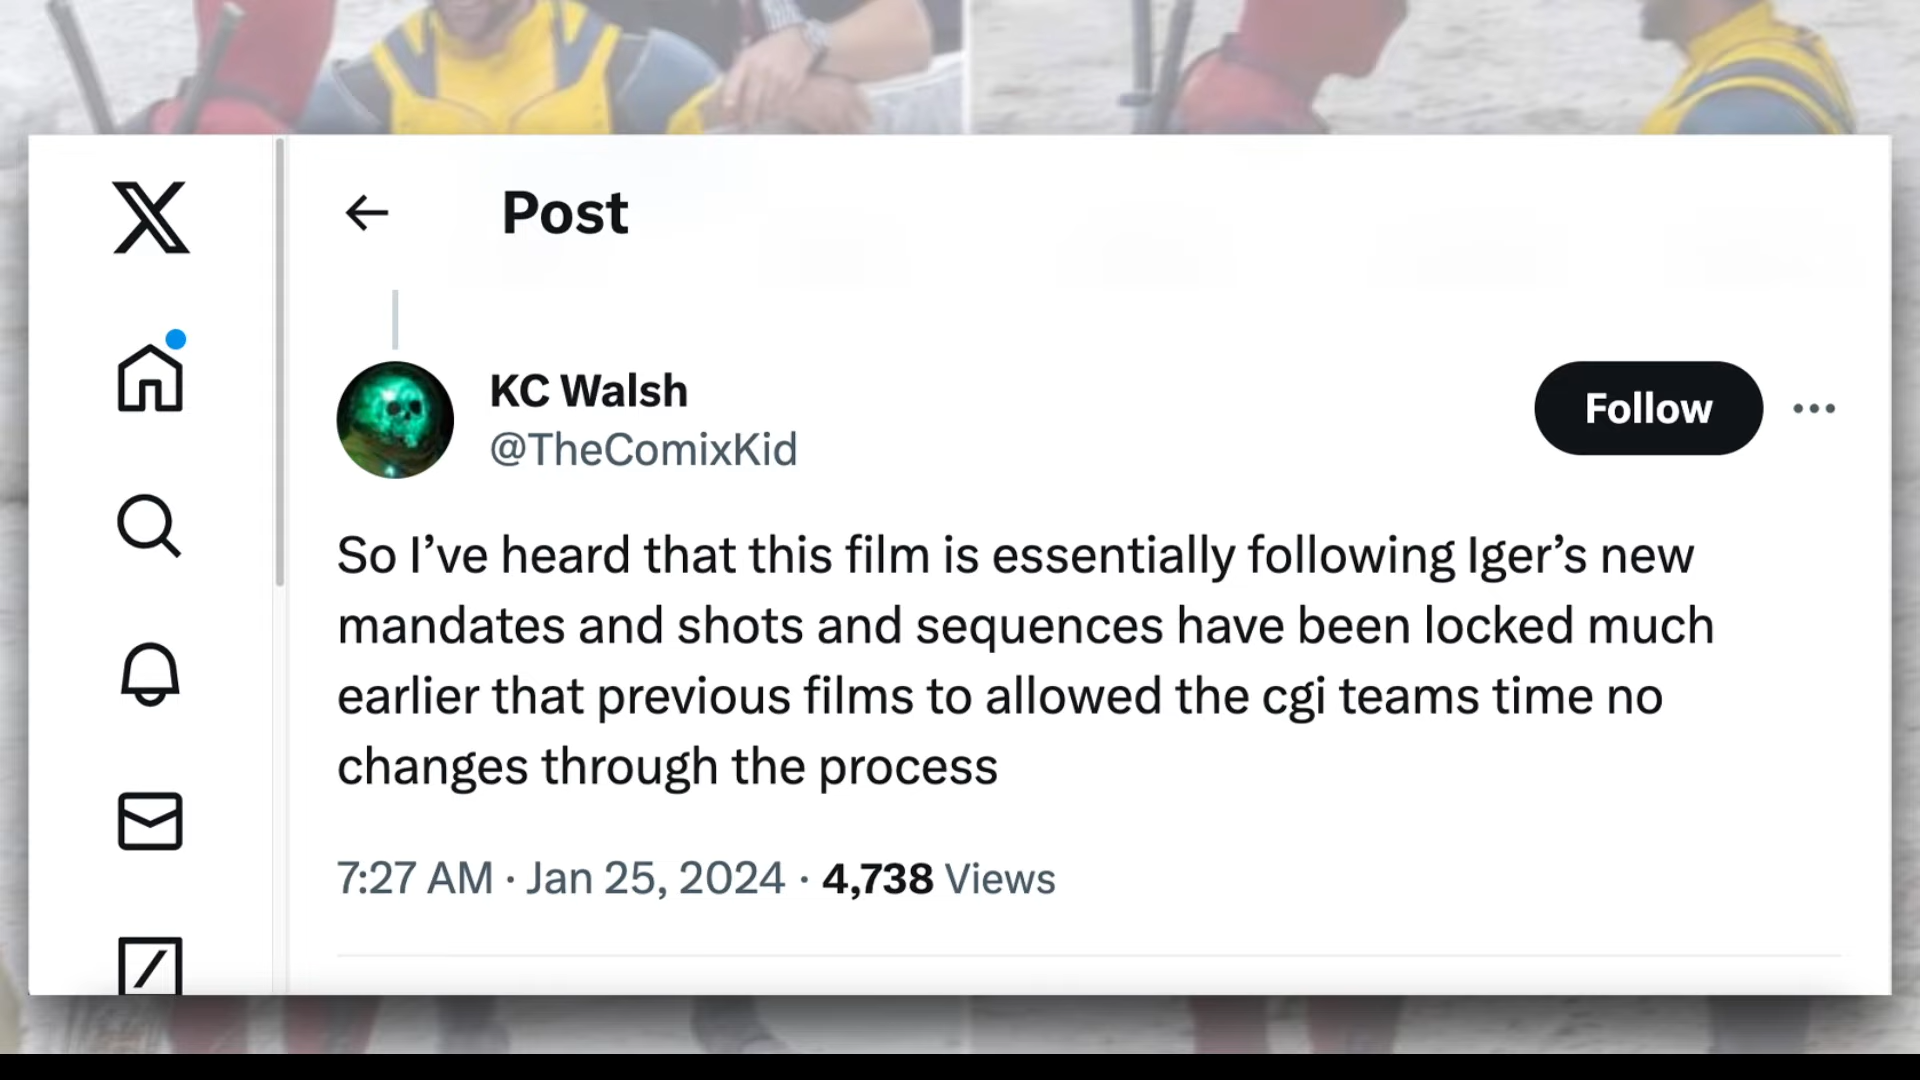 Post
KC Walsh
@TheComixKid
Follow
So I’ve heard that this film is essentially following Iger’s new
mandates and shots and sequences have been locked much
earlier that previous films to allowed the cgi teams time no
changes through the process
7:27 AM · Jan 25, 2024 · 4,738 Views